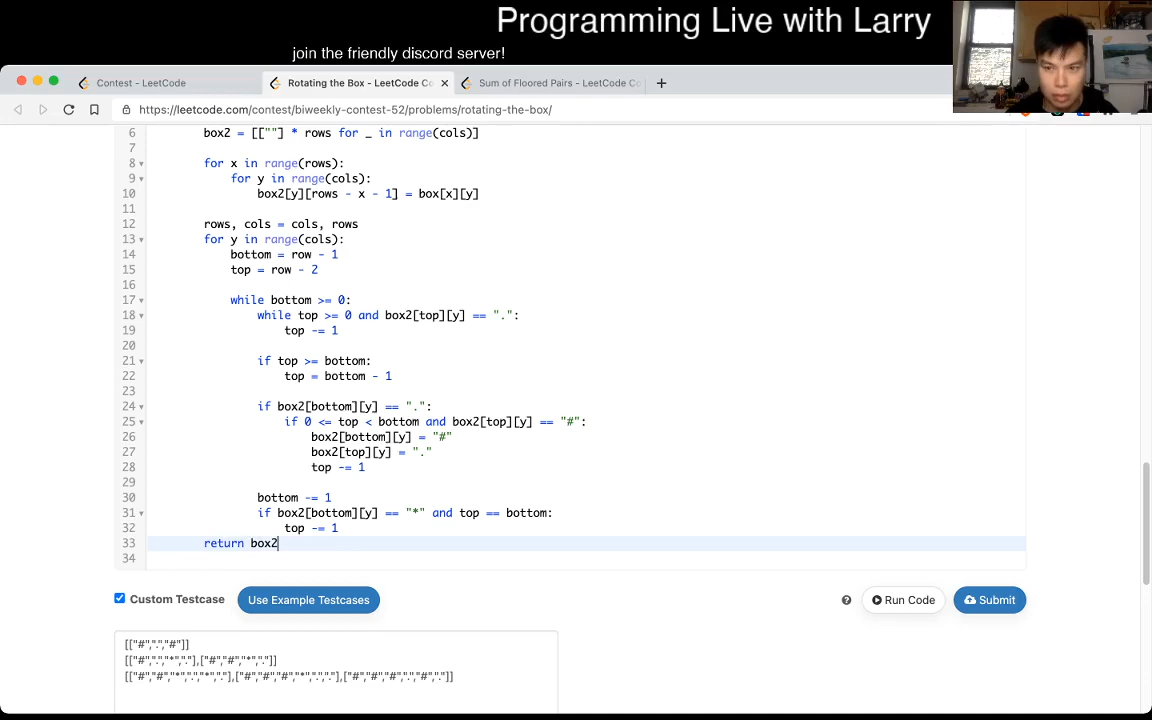 Programming Live with Larry
join the friendly discord server!
Contest - LeetCode
Rotating the Box - LeetCode Co
Sum of Floored Pairs - LeetCode Co
https://leetcode.com/contest/biweekly-contest-52/problems/rotating-the-box/
6 box2 = [[""] * rows for _ in range(cols)]
7
8 for x in range(rows):
9 for y in range(cols):
10 box2[y][rows - x - 1] = box[x][y]
11
12 rows, cols = cols, rows
13 for y in range(cols):
14 bottom = row - 1
15 top = row - 2
16
17 while bottom >= 0:
18 while top >= 0 and box2[top][y] == ".":
19 top -= 1
20
21 if top >= bottom:
22 top = bottom - 1
23
24 if box2[bottom][y] == ".":
25 if 0 <= top < bottom and box2[top][y] == "#":
26 box2[bottom][y] = "#"
27 box2[top][y] = "."
28 top -= 1
29
30 bottom -= 1
31 if box2[bottom][y] == "*" and top == bottom:
32 top -= 1
33 return box2
34
Custom Testcase
Use Example Testcases
? Run Code
Submit
[["#",".","#"]]
[["#",".","*","."],["#","#","*","."]]
[["#","#","*",".","*","."],["#","#","#","*",".","."],["#","#","#",".","#","."]]